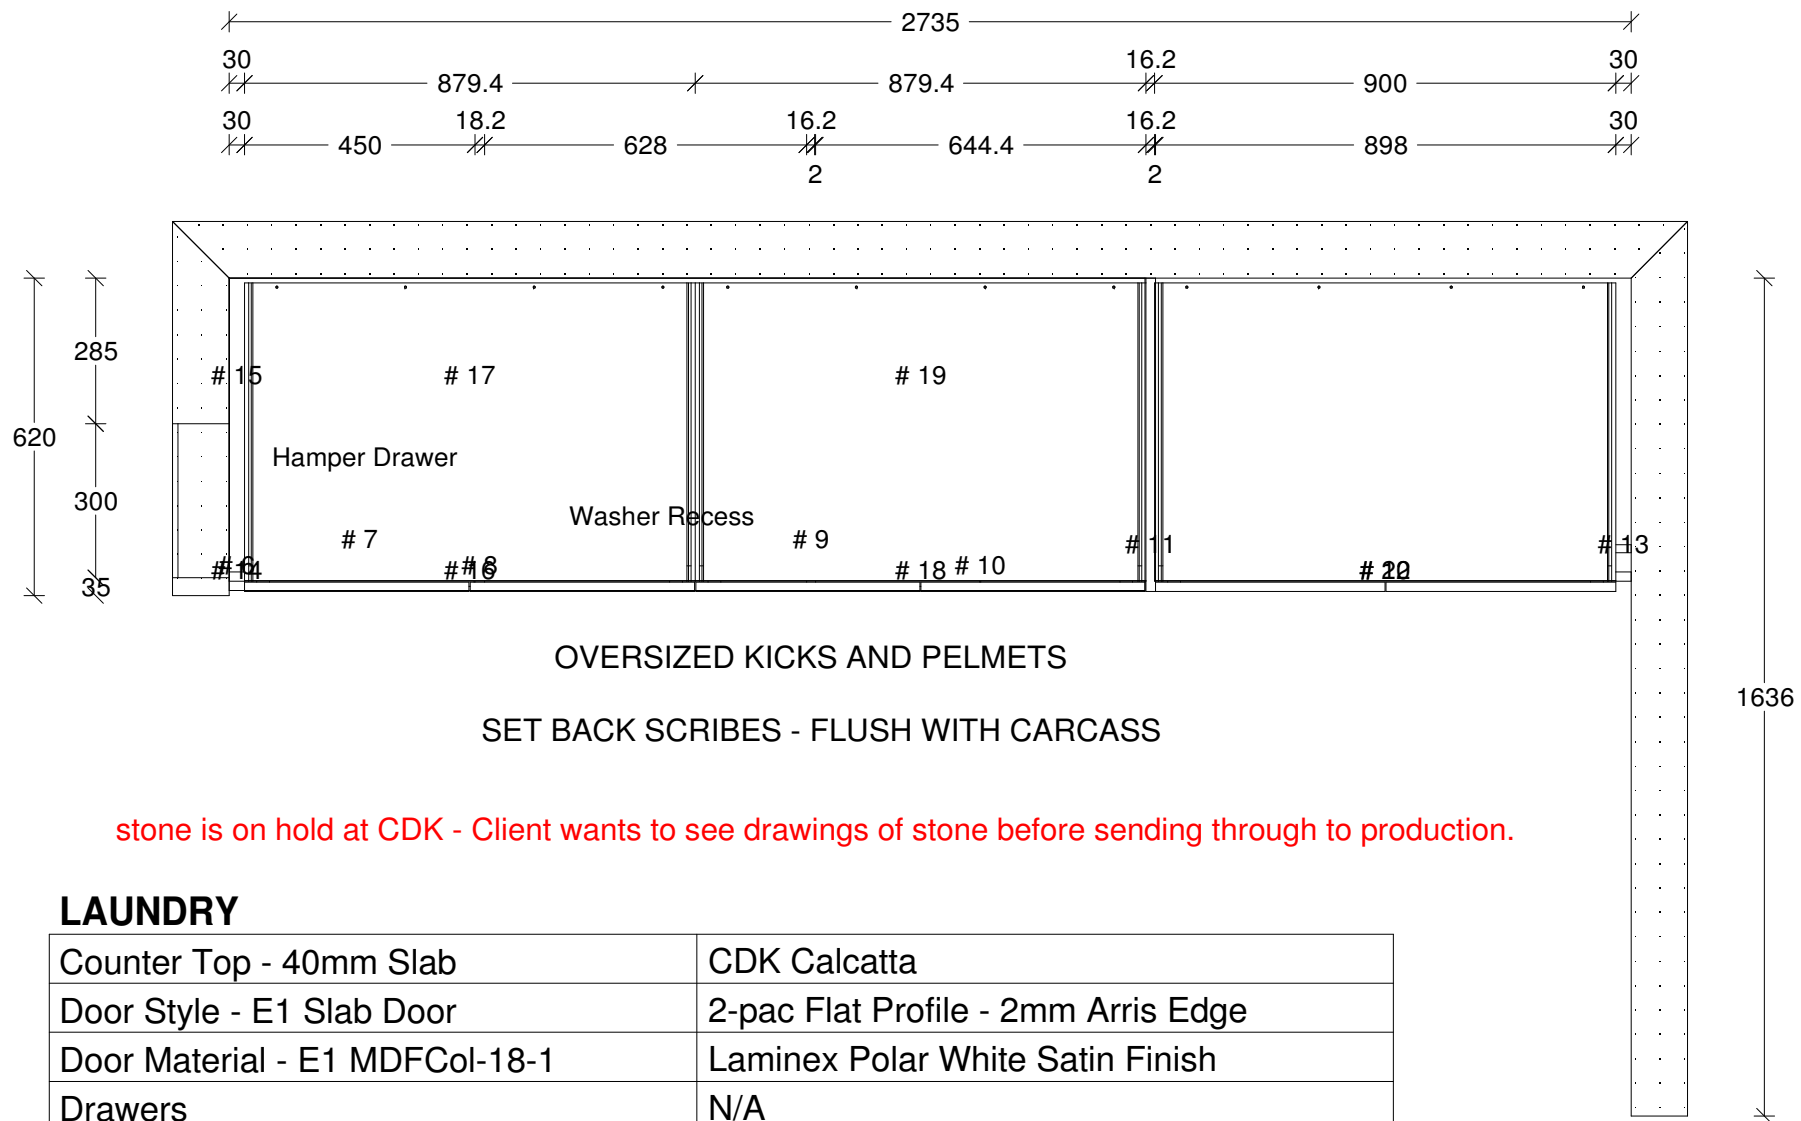 2735
30 16.2 30
879.4 879.4 900
30 18.2 16.2 16.2 30
450 628 644.4 898
2 2
285
# 15 # 17 # 19
620
Hamper Drawer
300
Washer Recess
# 7 # 9 # 11 # 13
# 6 # 8 # 10
# 14 # 16 # 18
35
OVERSIZED KICKS AND PELMETS
1636
SET BACK SCRIBES - FLUSH WITH CARCASS
stone is on hold at CDK - Client wants to see drawings of stone before sending through to production.
LAUNDRY
Counter Top - 40mm Slab CDK Calcatta
Door Style - E1 Slab Door 2-pac Flat Profile - 2mm Arris Edge
Door Material - E1 MDFCol-18-1 Laminex Polar White Satin Finish
Drawers N/A